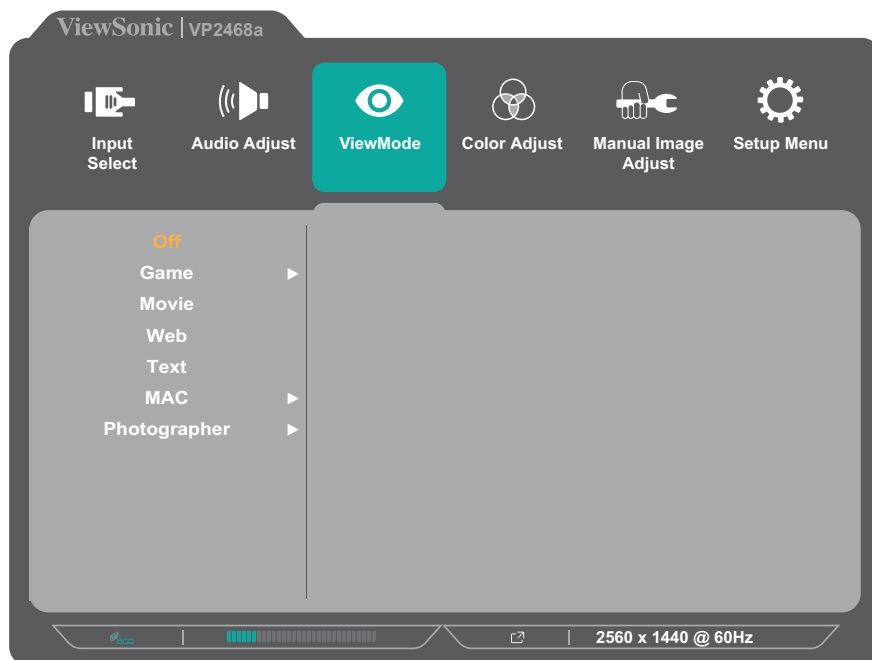 ViewSonic | VP2468a
Input
Select
Audio Adjust
ViewMode
Color Adjust
Manual Image
Adjust
Setup Menu
Off
Game
Movie
Web
Text
MAC
Photographer
eco
2560 x 1440 @ 60Hz